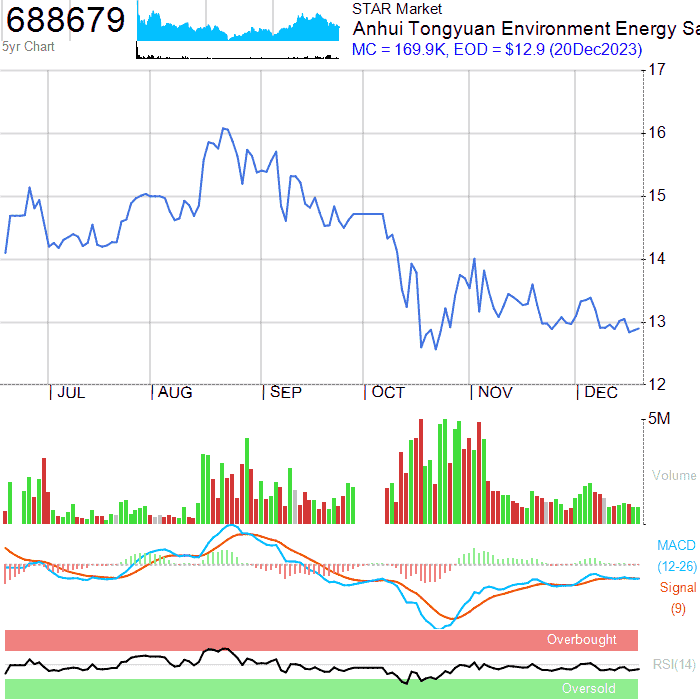 688679
5yr Chart
STAR Market
Anhui Tongyuan Environment Energy Sa
MC = 169.9K, EOD = $12.9 (20Dec2023)
17
16
15
14
13
12
JUL
AUG
SEP
OCT
NOV
DEC
5M
Volume
MACD
(12-26)
Signal
(9)
Overbought
RSI(14)
Oversold